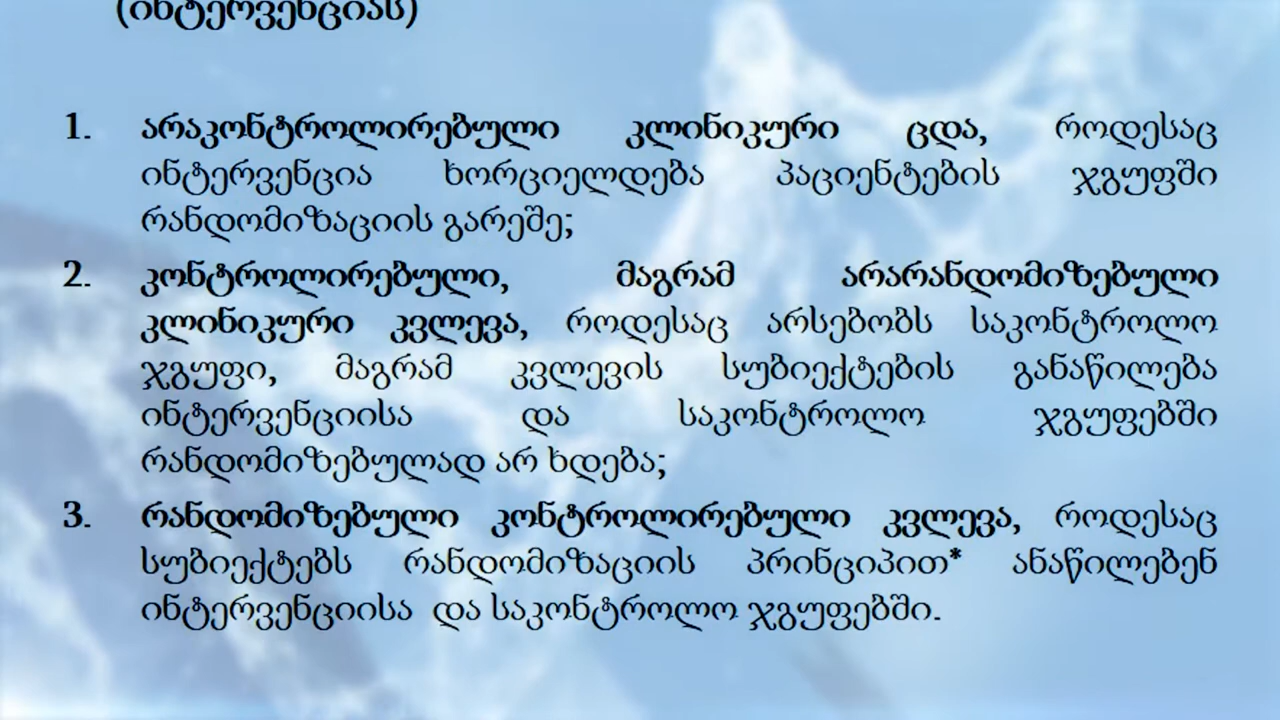 (ინტერვენციას)
1. არაკონტროლირებული კლინიკური ცდა, როდესაც
ინტერვენცია ხორციელდება პაციენტების ჯგუფში
რანდომიზაციის გარეშე;
2. კონტროლირებული, მაგრამ არარანდომიზებული
კლინიკური კვლევა, როდესაც არსებობს საკონტროლო
ჯგუფი, მაგრამ კვლევის სუბიექტების განაწილება
ინტერვენციისა და საკონტროლო ჯგუფებში
რანდომიზებულად არ ხდება;
3. რანდომიზებული კონტროლირებული კვლევა, როდესაც
სუბიექტებს რანდომიზაციის პრინციპით* ანაწილებენ
ინტერვენციისა და საკონტროლო ჯგუფებში.